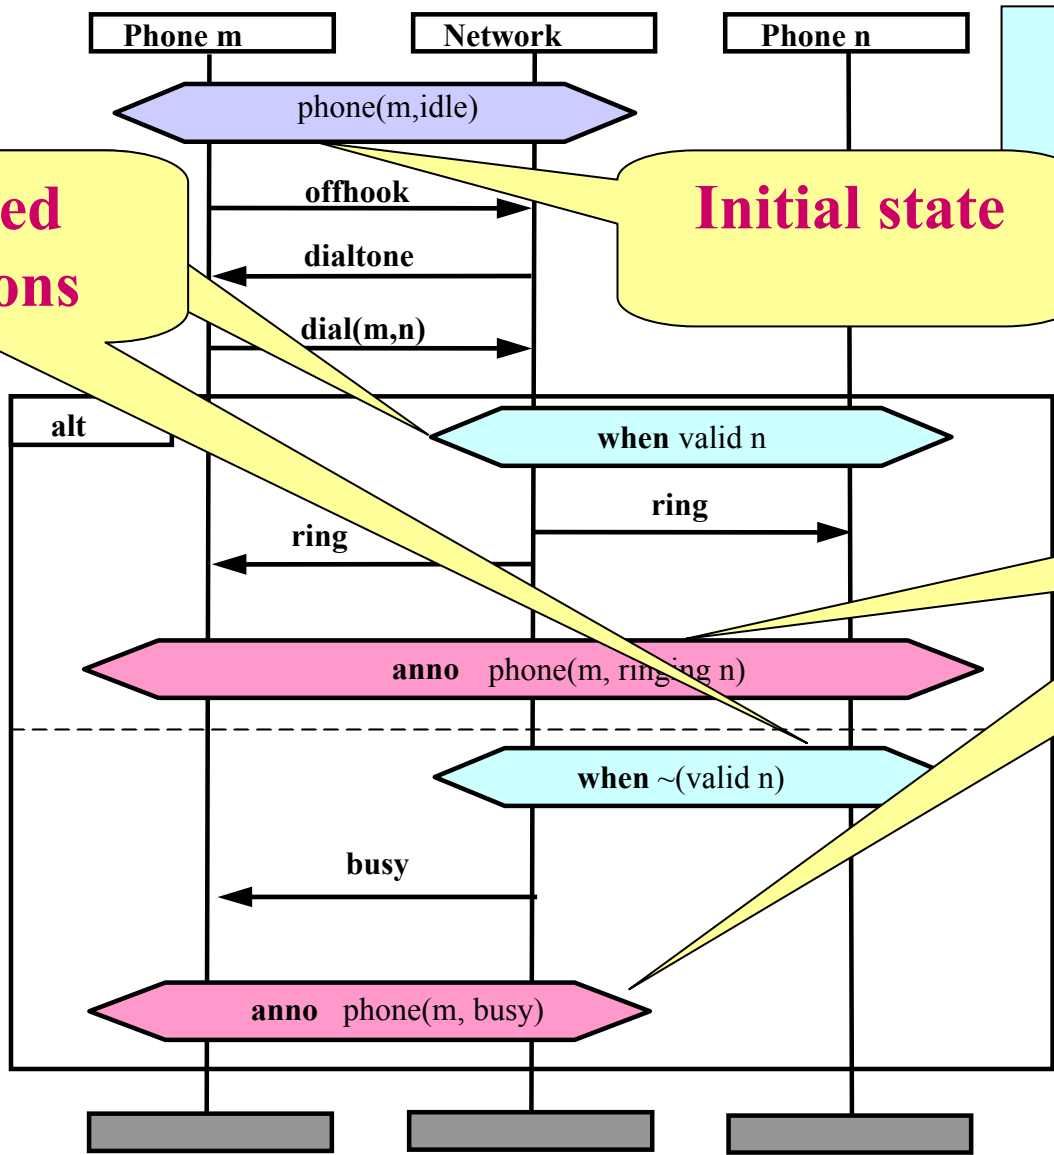 Phone m
Network
Phone n
phone(m,idle)
offhook
ed
ons
Initial state
dialtone
dial(m,n)
alt
when valid n
ring
ring
anno phone(m, ringing n)
when ~(valid n)
busy
anno phone(m, busy)